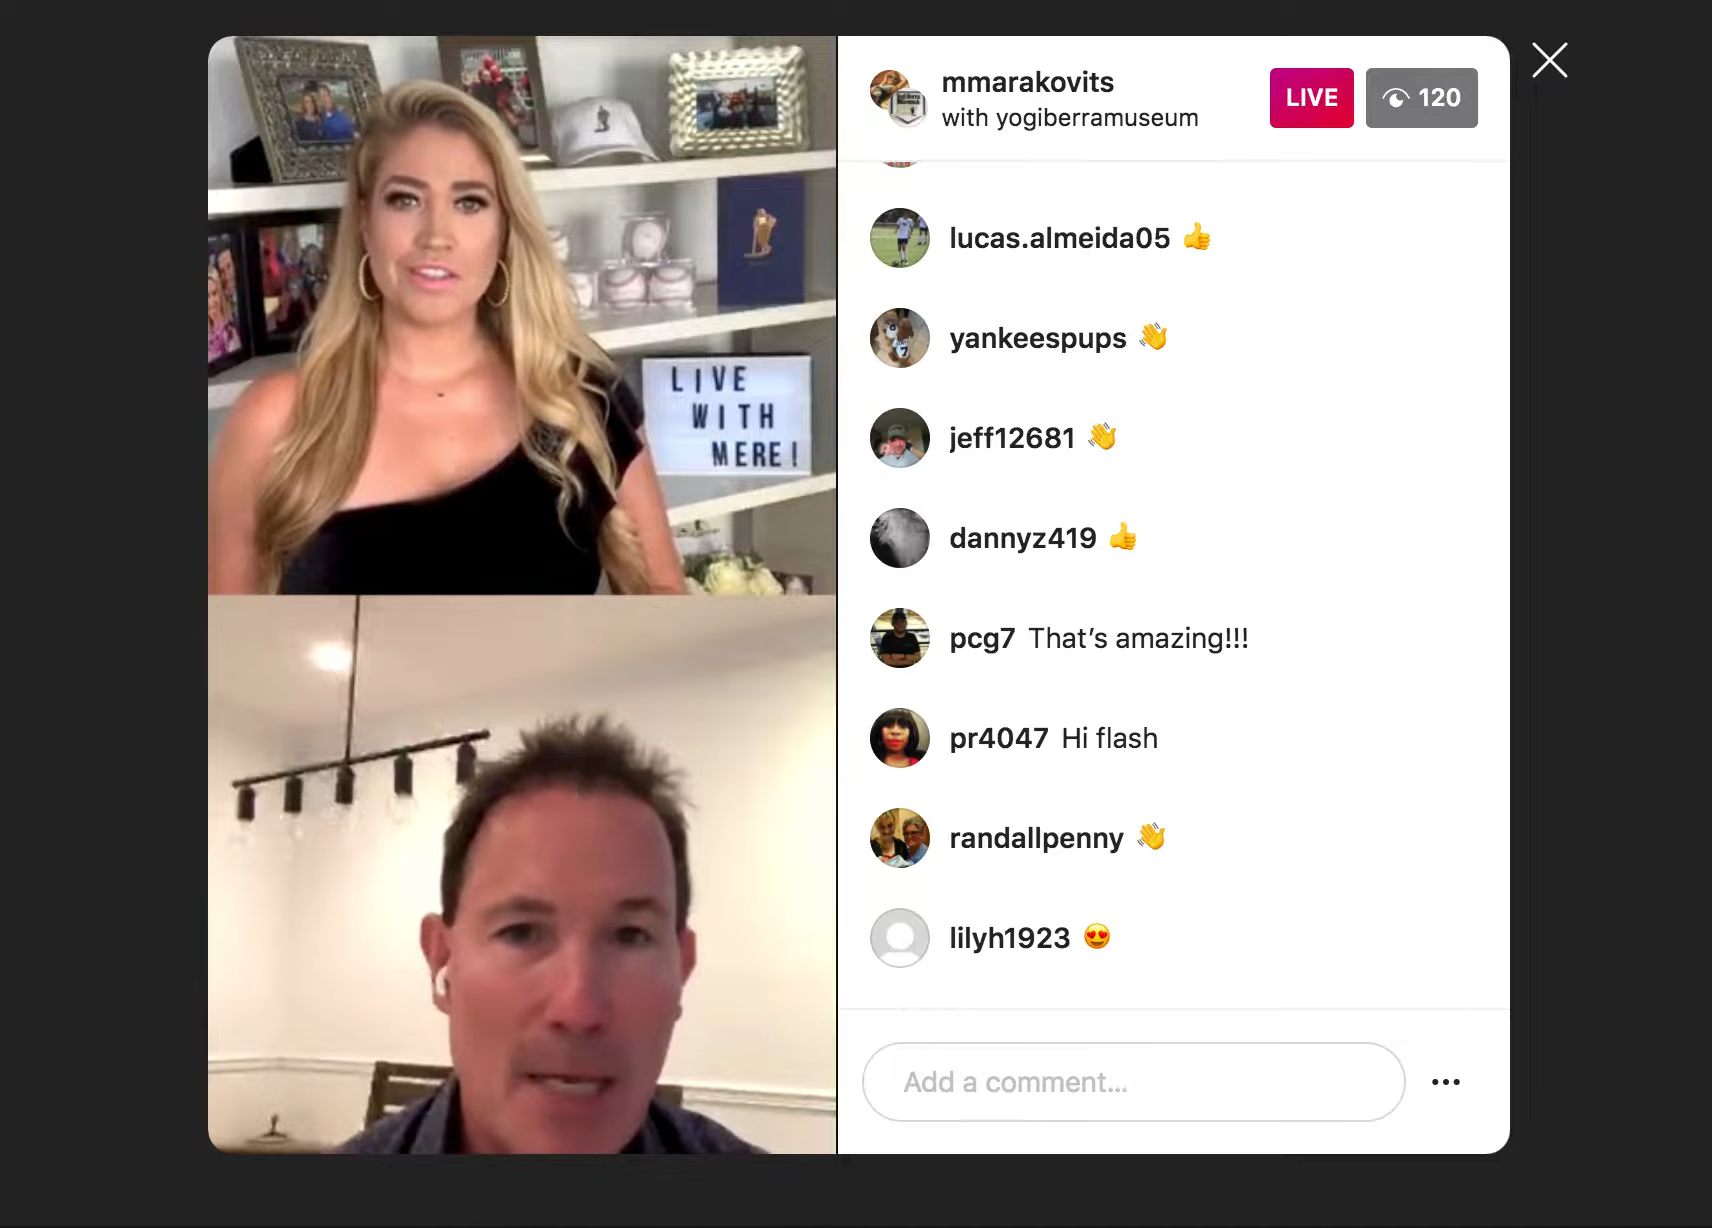 LIVE
WITH
MERE!
mmarakovits
with yogiberramuseum
LIVE
120
lucas.almeida05 👍
yankeespups 👋
7
jeff12681 👋
dannyz419 👍
pcg7 That’s amazing!!!
pr4047 Hi flash
randallpenny 👋
lilyh1923 😍
Add a comment...